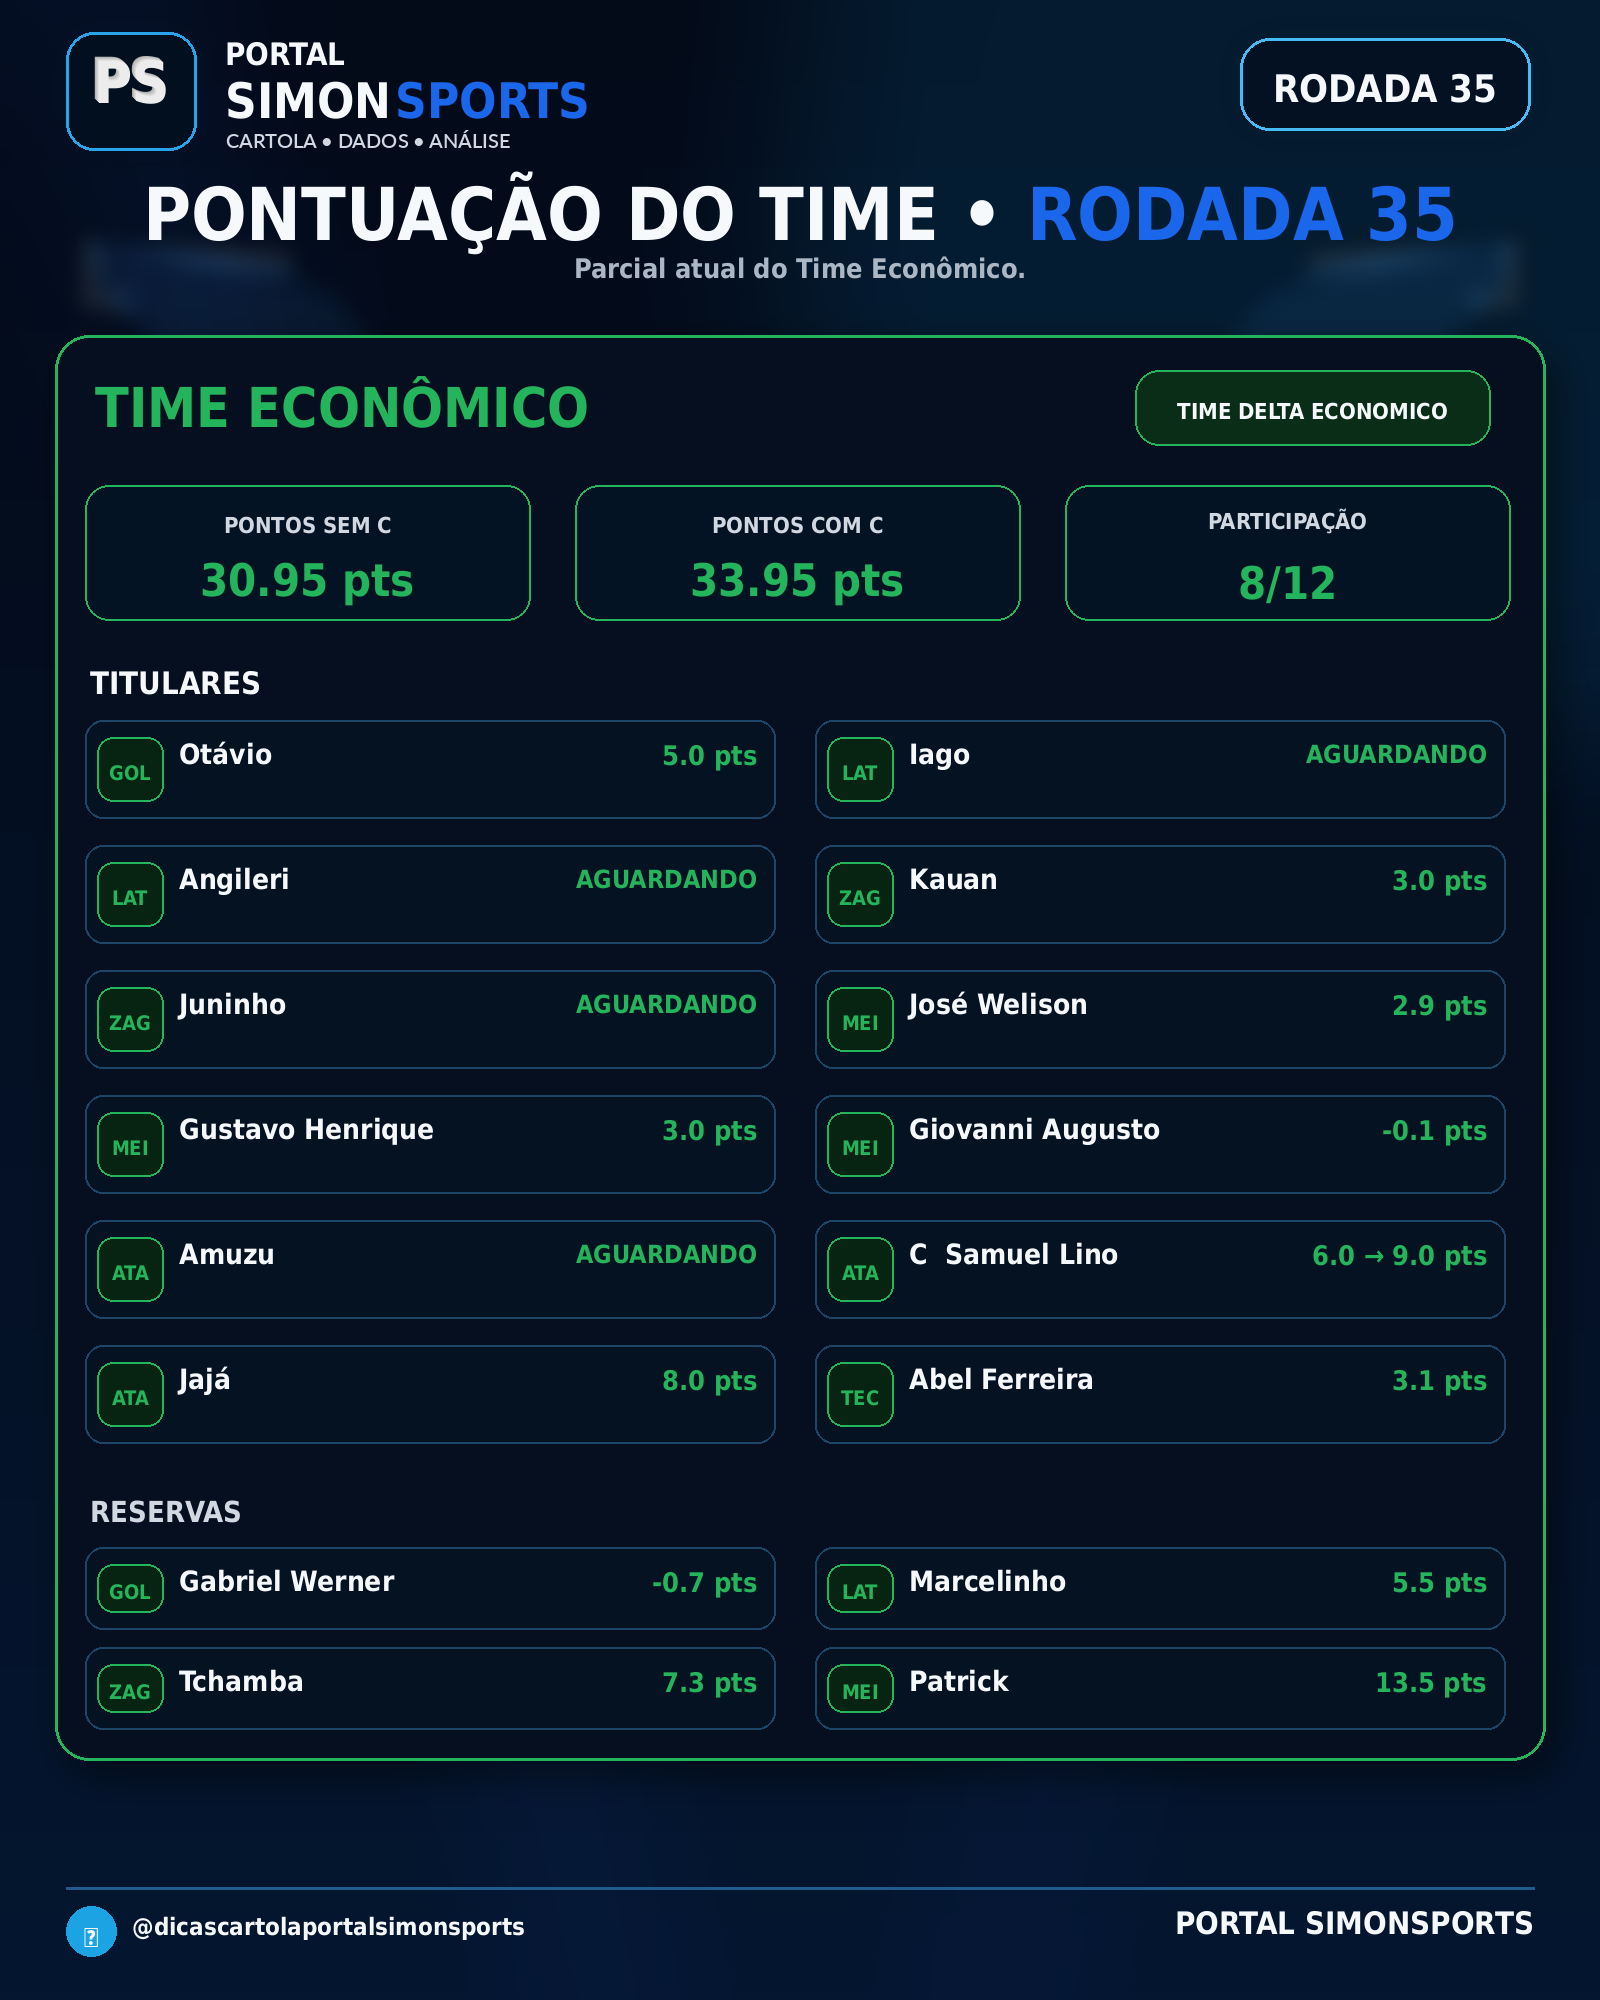 PS
PORTAL
SIMONSPORTS
CARTOLA • DADOS • ANÁLISE
RODADA 35
PONTUAÇÃO DO TIME • RODADA 35
Parcial atual do Time Econômico.
TIME ECONÔMICO
TIME DELTA ECONOMICO
PONTOS SEM C
30.95 pts
PONTOS COM C
33.95 pts
PARTICIPAÇÃO
8/12
TITULARES
GOL Otávio 5.0 pts
LAT Iago AGUARDANDO
LAT Angileri AGUARDANDO
ZAG Kauan 3.0 pts
ZAG Juninho AGUARDANDO
MEI José Welison 2.9 pts
MEI Gustavo Henrique 3.0 pts
MEI Giovanni Augusto -0.1 pts
ATA Amuzu AGUARDANDO
ATA C Samuel Lino 6.0 → 9.0 pts
ATA Jajá 8.0 pts
TEC Abel Ferreira 3.1 pts
RESERVAS
GOL Gabriel Werner -0.7 pts
LAT Marcelinho 5.5 pts
ZAG Tchamba 7.3 pts
MEI Patrick 13.5 pts
@dicascartolaportalsimonsports
PORTAL SIMONSPORTS